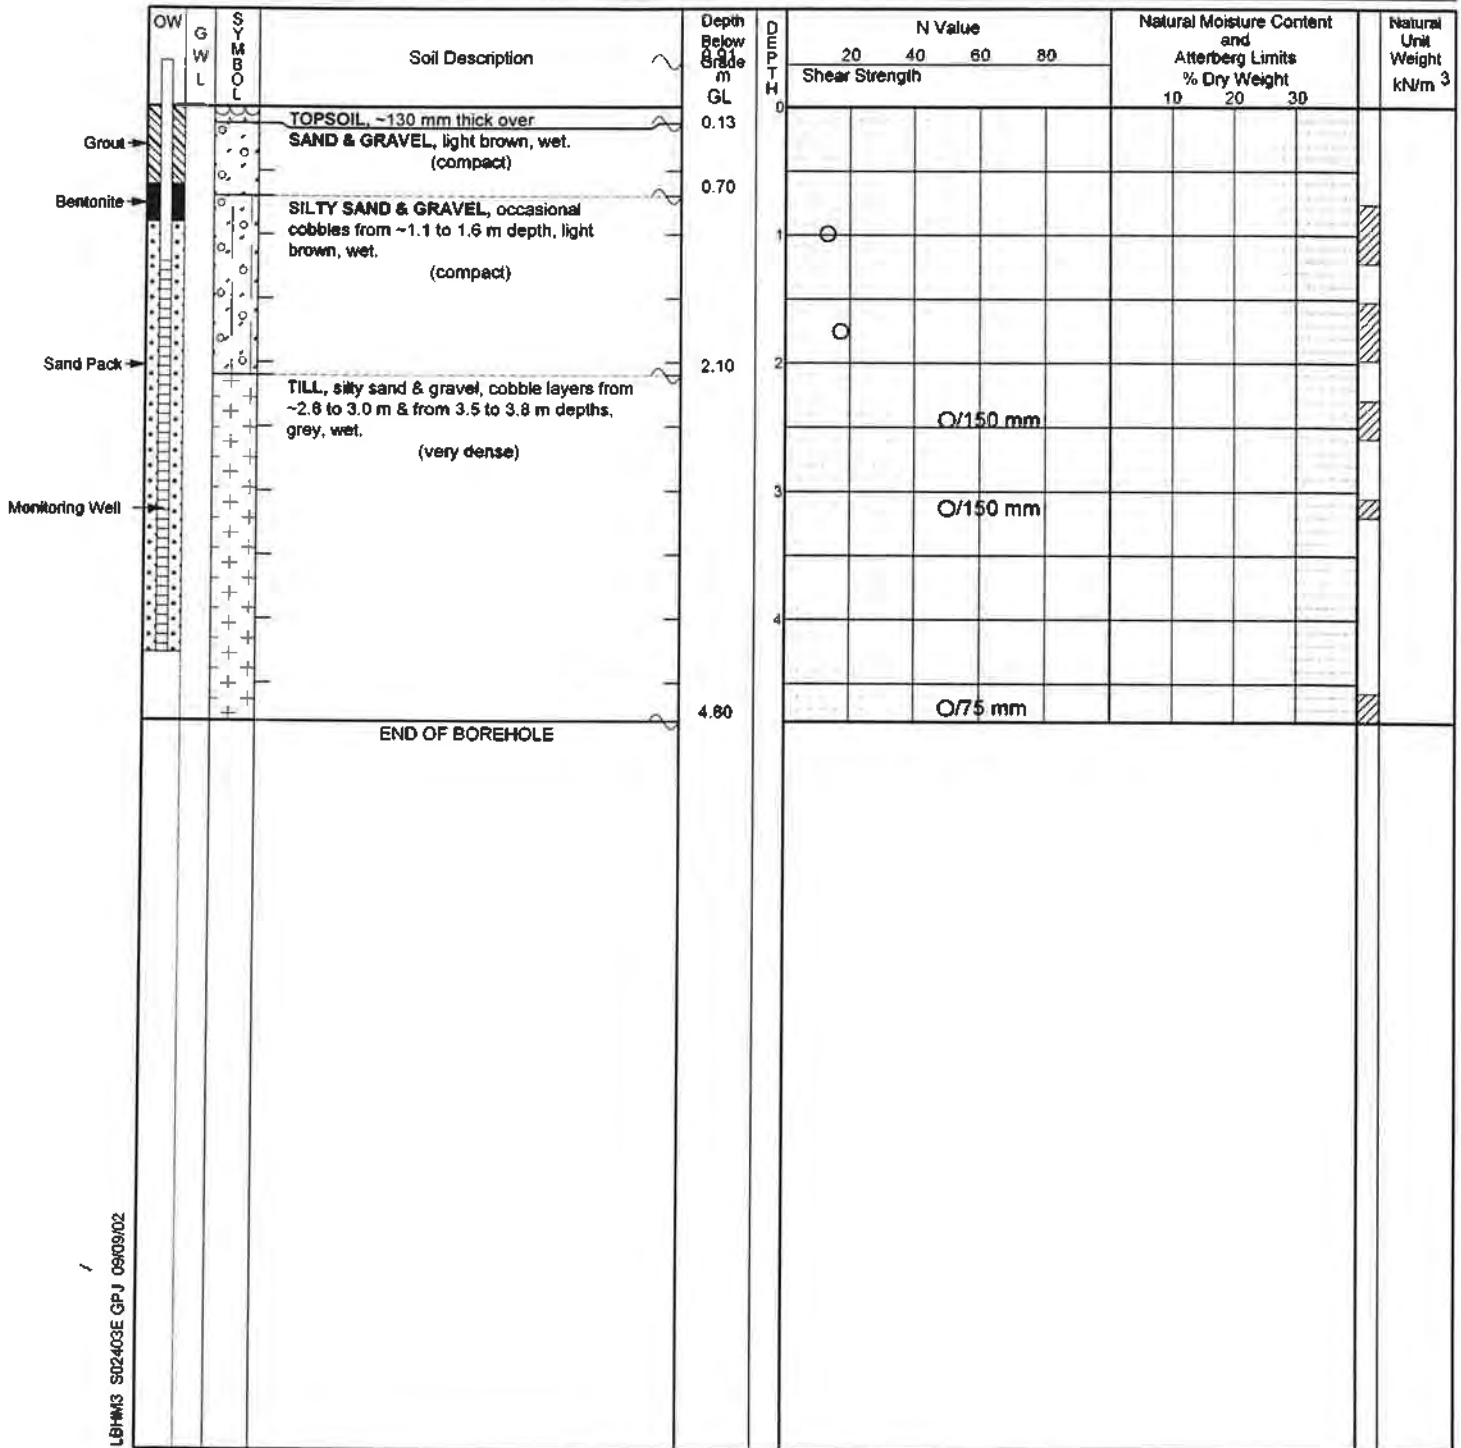 OW
GWL
SYMBOL
Soil Description
Depth
Below
Grade
m
GL
DEPTH
N Value
20 40 60 80
Shear Strength
Natural Moisture Content
and
Atterberg Limits
% Dry Weight
10 20 30
Natural
Unit
Weight
kN/m 3
0
TOPSOIL, ~130 mm thick over
0.13
Grout
SAND & GRAVEL, light brown, wet.
(compact)
0.70
Bentonite
SILTY SAND & GRAVEL, occasional
cobbles from ~1.1 to 1.6 m depth, light
brown, wet.
(compact)
1
Sand Pack
2.10
2
TILL, silty sand & gravel, cobble layers from
~2.6 to 3.0 m & from 3.5 to 3.8 m depths,
grey, wet.
(very dense)
O/150 mm
3
Monitoring Well
O/150 mm
4
4.80
O/75 mm
END OF BOREHOLE
LBHM3 S02403E GPJ 09/09/02